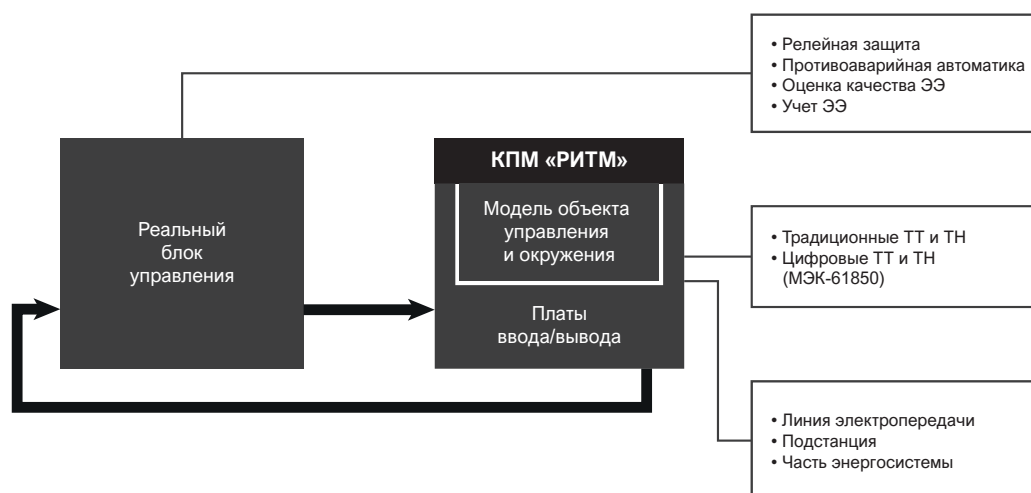 • Релейная защита
• Противоаварийная автоматика
• Оценка качества ЭЭ
• Учет ЭЭ
Реальный
блок
управления
КПМ «РИТМ»
Модель объекта
управления
и окружения
Платы
ввода/вывода
• Традиционные ТТ и ТН
• Цифровые ТТ и ТН
(МЭК-61850)
• Линия электропередачи
• Подстанция
• Часть энергосистемы